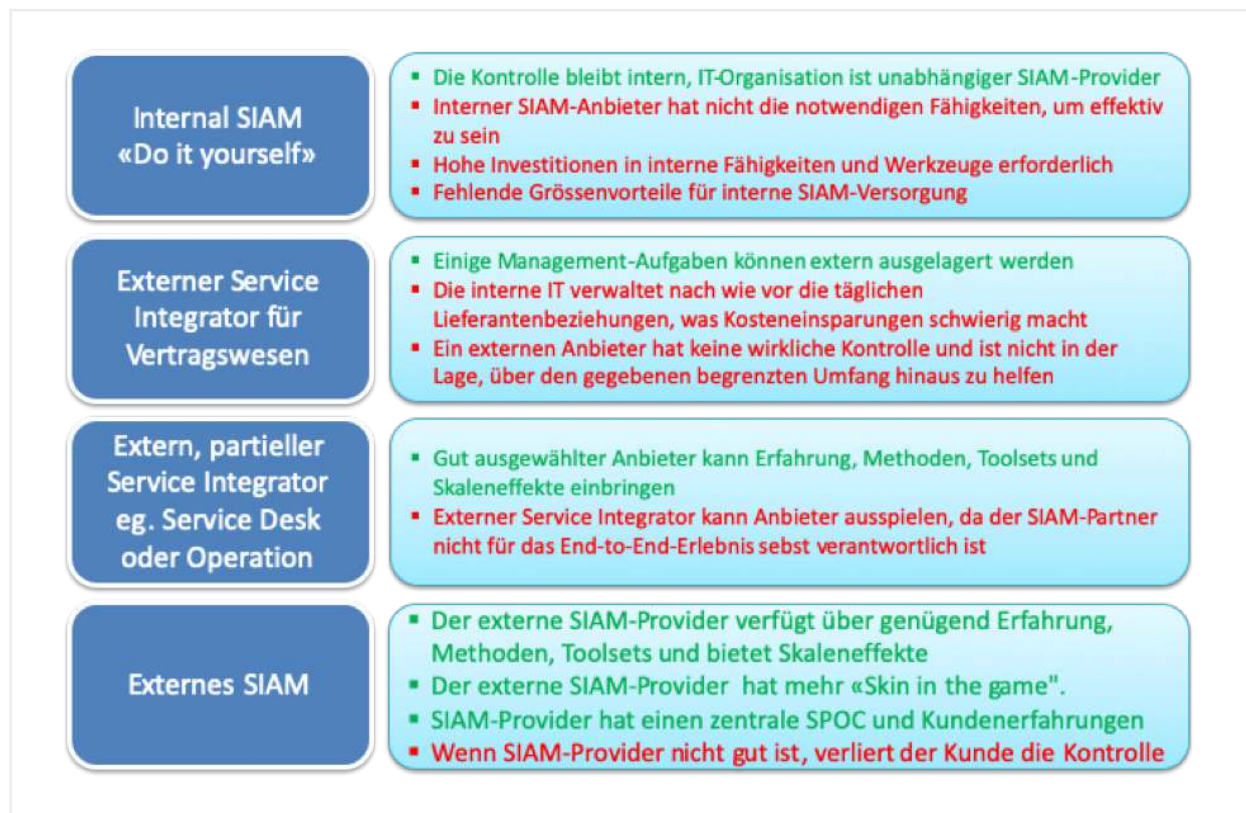 Internal SIAM
«Do it yourself»
▪ Die Kontrolle bleibt intern, IT-Organisation ist unabhängiger SIAM-Provider
▪ Interner SIAM-Anbieter hat nicht die notwendigen Fähigkeiten, um effektiv
zu sein
▪ Hohe Investitionen in interne Fähigkeiten und Werkzeuge erforderlich
▪ Fehlende Grössenvorteile für interne SIAM-Versorgung
Externer Service
Integrator für
Vertragswesen
▪ Einige Management-Aufgaben können extern ausgelagert werden
▪ Die interne IT verwaltet nach wie vor die täglichen
Lieferantenbeziehungen, was Kosteneinsparungen schwierig macht
▪ Ein externen Anbieter hat keine wirkliche Kontrolle und ist nicht in der
Lage, über den gegebenen begrenzten Umfang hinaus zu helfen
Extern, partieller
Service Integrator
eg. Service Desk
oder Operation
▪ Gut ausgewählter Anbieter kann Erfahrung, Methoden, Toolsets und
Skaleneffekte einbringen
▪ Externer Service Integrator kann Anbieter ausspielen, da der SIAM-Partner
nicht für das End-to-End-Erlebnis sebst verantwortlich ist
Externes SIAM
▪ Der externe SIAM-Provider verfügt über genügend Erfahrung,
Methoden, Toolsets und bietet Skaleneffekte
▪ Der externe SIAM-Provider hat mehr «Skin in the game".
▪ SIAM-Provider hat einen zentrale SPOC und Kundenerfahrungen
▪ Wenn SIAM-Provider nicht gut ist, verliert der Kunde die Kontrolle